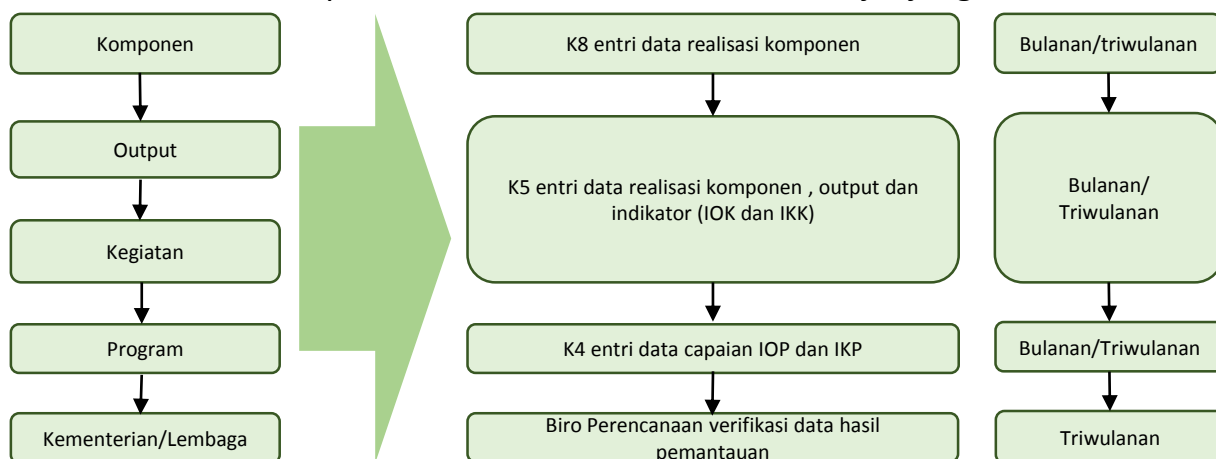 Komponen
Output
Kegiatan
Program
Kementerian/Lembaga
K8 entri data realisasi komponen
K5 entri data realisasi komponen , output dan
indikator (IOK dan IKK)
K4 entri data capaian IOP dan IKP
Biro Perencanaan verifikasi data hasil
pemantauan
Bulanan/triwulanan
Bulanan/
Triwulanan
Bulanan/Triwulanan
Triwulanan